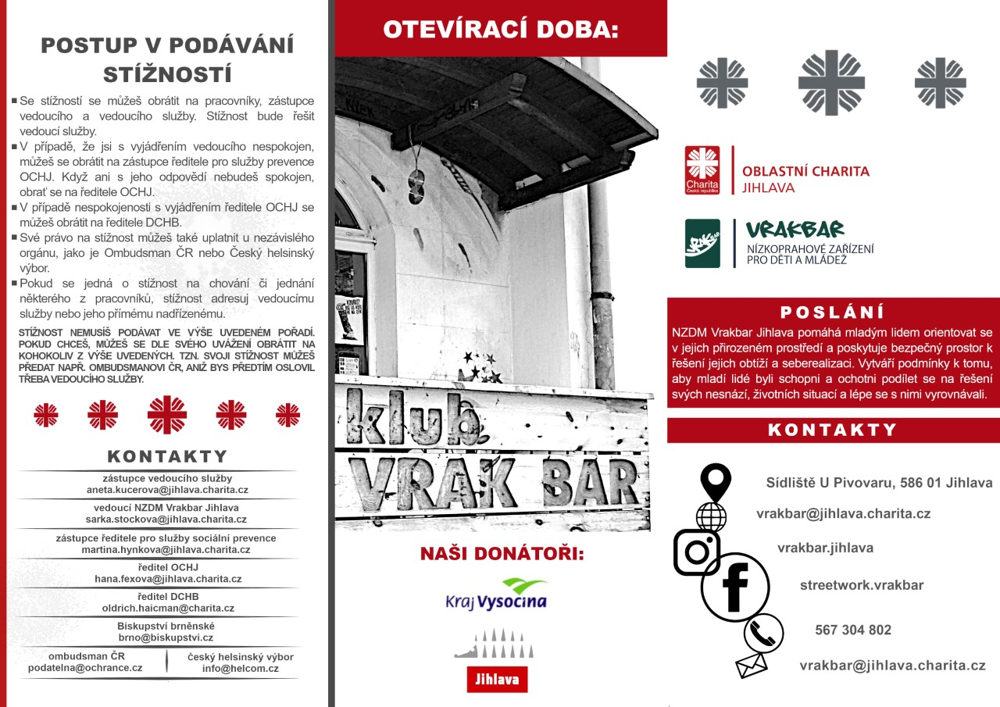 POSTUP V PODÁVÁNÍ
STÍŽNOSTÍ
Se stížností se můžeš obrátit na pracovníky, zástupce
vedoucího a vedoucího služby. Stížnost bude řešit
vedoucí služby.
V případě, že jsi s vyjádřením vedoucího nespokojen,
můžeš se obrátit na zástupce ředitele pro služby prevence
OCHJ. Když ani s jeho odpovědí nebudeš spokojen,
obrať se na ředitele OCHJ.
V případě nespokojenosti s vyjádřením ředitele OCHJ se
můžeš obrátit na ředitele DCHB.
Své právo na stížnost můžeš také uplatnit u nezávislého
orgánu, jako je Ombudsman ČR nebo Český helsinský
výbor.
Pokud se jedná o stížnost na chování či jednání
některého z pracovníků, stížnost adresuj vedoucímu
služby nebo jeho přímému nadřízenému.
STÍŽNOST NEMUSÍŠ PODÁVAT VE VÝŠE UVEDENÉM POŘADÍ.
POKUD CHCEŠ, MŮŽEŠ SE DLE SVÉHO UVÁŽENÍ OBRÁTIT NA
KOHOKOLIV Z VÝŠE UVEDENÝCH. TZN. SVOJI STÍŽNOST MŮŽEŠ
PŘEDAT NAPŘ. OMBUDSMANOVI ČR, ANIŽ BYS PŘEDTÍM OSLOVIL
TŘEBA VEDOUCÍHO SLUŽBY.
KONTAKTY
zástupce vedoucího služby
aneta.kucerova@jihlava.charita.cz
vedoucí NZDM Vrakbar Jihlava
sarka.stockova@jihlava.charita.cz
zástupce ředitele pro služby sociální prevence
martina.hynkova@jihlava.charita.cz
ředitel OCHJ
hana.fexova@jihlava.charita.cz
ředitel DCHB
oldrich.haicman@charita.cz
Biskupství brněnské
brno@biskupstvi.cz
ombudsman ČR
podatelna@ochrance.cz
český helsinský výbor
info@helcom.cz
OTEVÍRACÍ DOBA:
klub
VRAK BAR
NAŠI DONÁTOŘI:
Kraj Vysočina
Jihlava
Charita
Česká republika
OBLASTNÍ CHARITA
JIHLAVA
VRAKBAR
VRAKBAR
NÍZKOPRAHOVÉ ZAŘÍZENÍ
PRO DĚTI A MLÁDEŽ
POSLÁNÍ
NZDM Vrakbar Jihlava pomáhá mladým lidem orientovat se
v jejich přirozeném prostředí a poskytuje bezpečný prostor k
řešení jejich obtíží a seberealizaci. Vytváří podmínky k tomu,
aby mladí lidé byli schopni a ochotni podílet se na řešení
svých nesnází, životních situací a lépe se s nimi vyrovnávali.
KONTAKTY
Sídliště U Pivovaru, 586 01 Jihlava
vrakbar@jihlava.charita.cz
vrakbar.jihlava
streetwork.vrakbar
567 304 802
vrakbar@jihlava.charita.cz